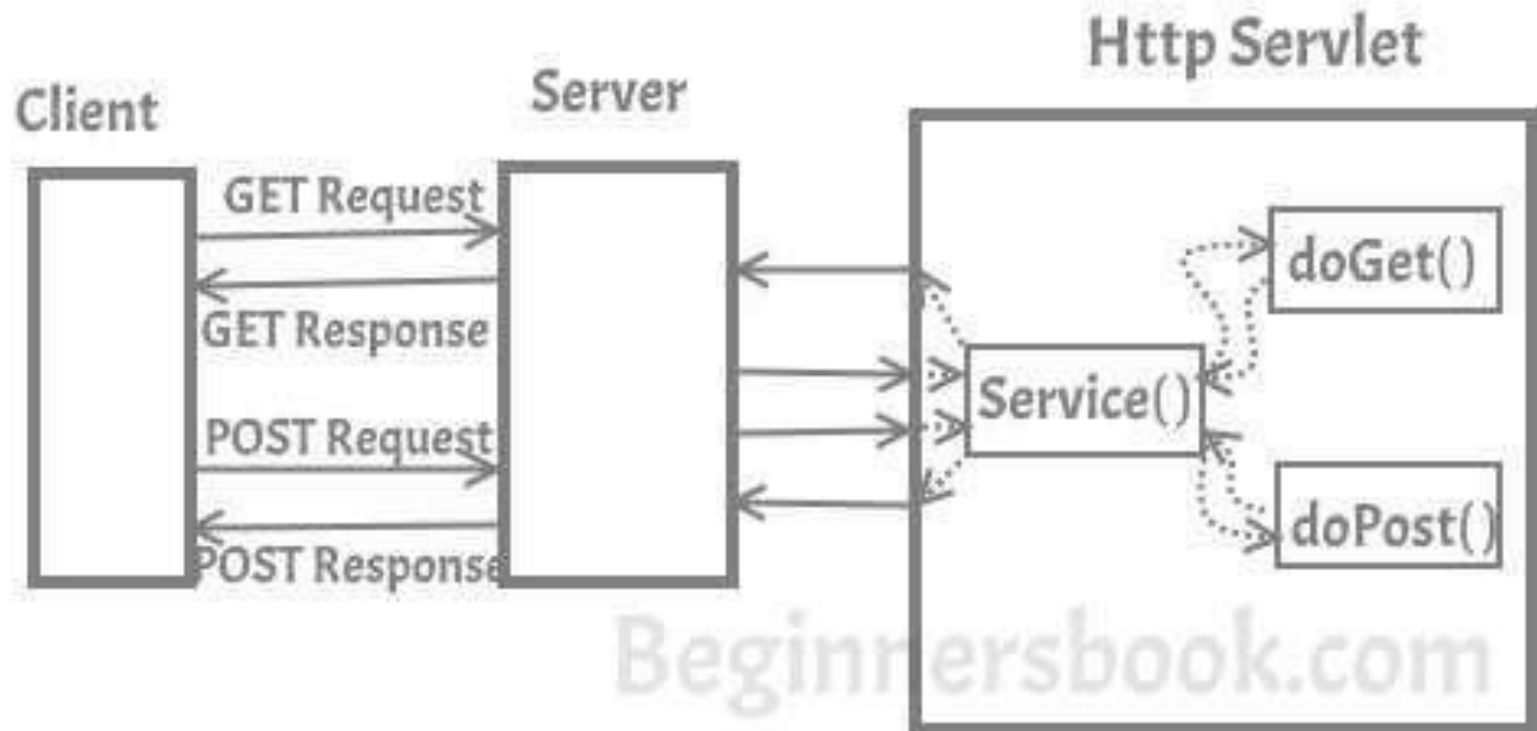 Http Servlet
Client
Server
GET Request
GET Response
POST Request
POST Response
doGet()
Service()
doPost()
Beginnersbook.com